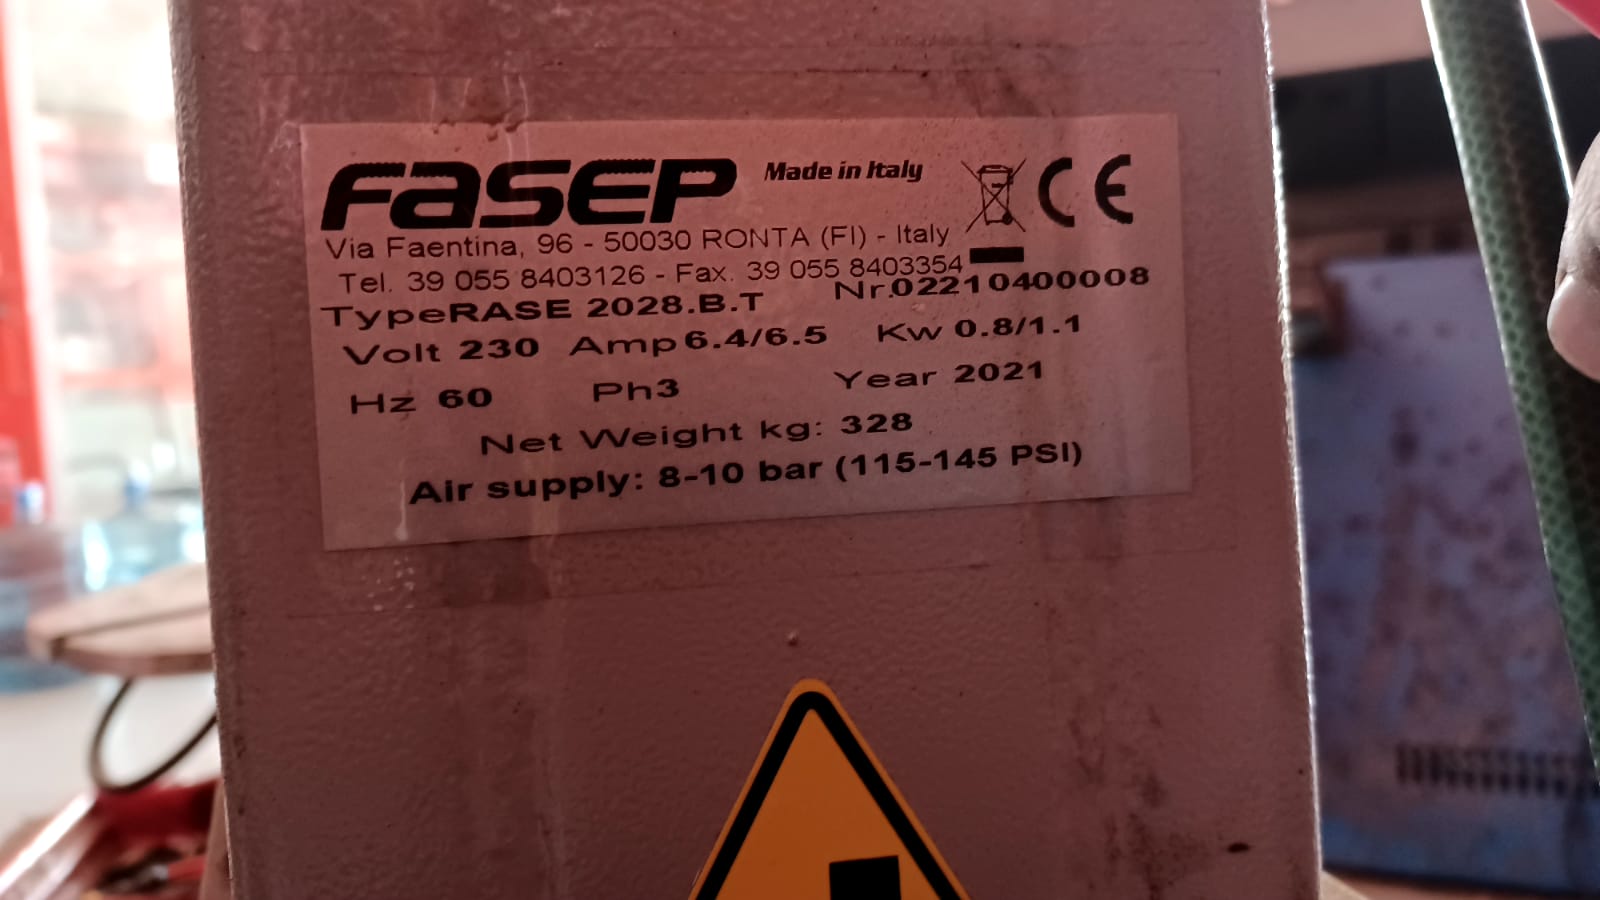 FASEP Made in Italy CE
Via Faentina, 96 - 50030 RONTA (FI) - Italy
Tel. 39 055 8403126 - Fax. 39 055 8403354
TypeRASE 2028.B.T Nr.02210400008
Volt 230 Amp6.4/6.5 Kw 0.8/1.1
Hz 60 Ph3 Year 2021
Net Weight kg: 328
Air supply: 8-10 bar (115-145 PSI)